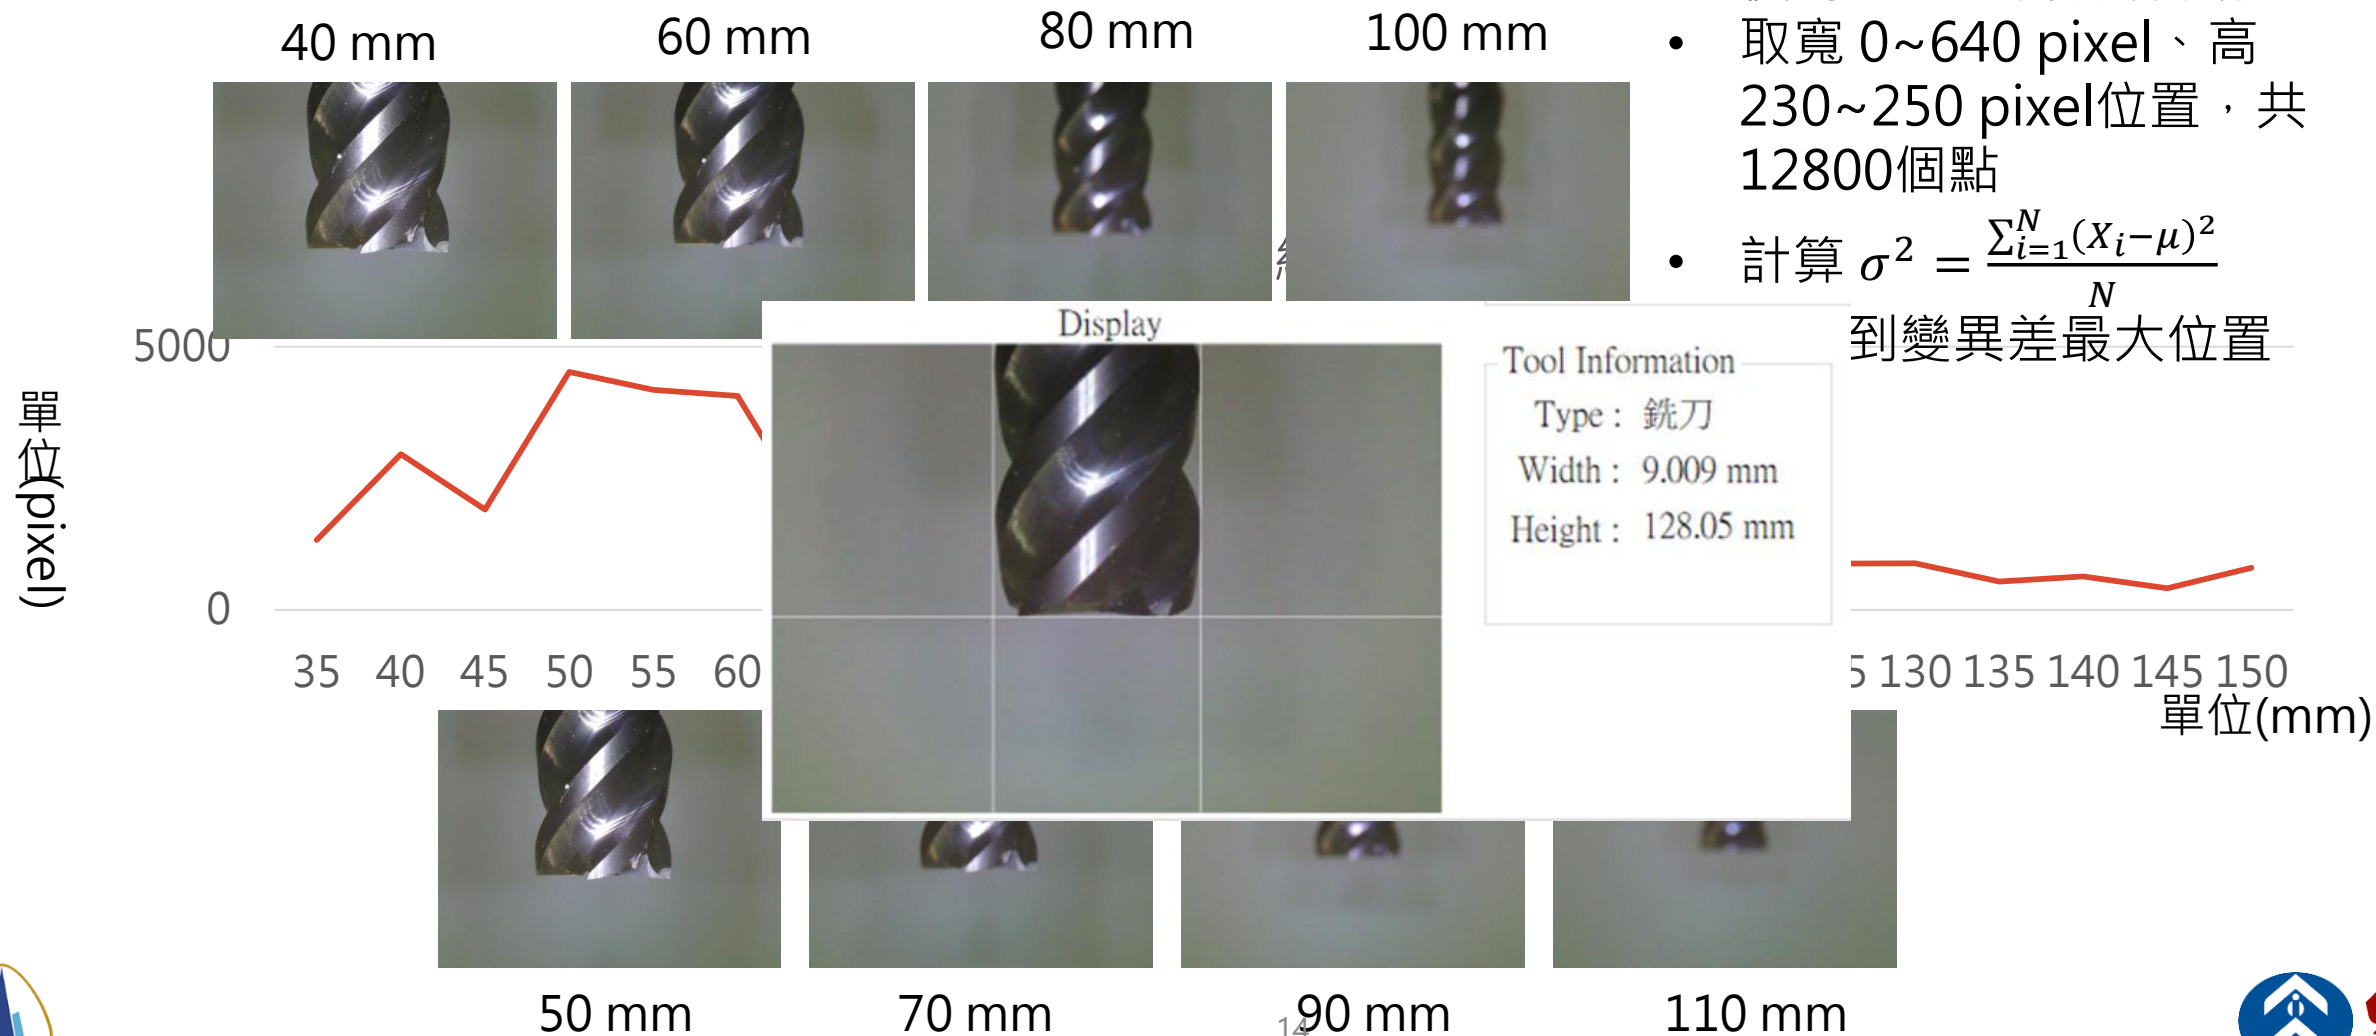 40 mm
60 mm
80 mm
100 mm
• 取寬 0~640 pixel、高
230~250 pixel位置，共
12800個點
• 計算 σ² = \frac{∑_{i=1}^{N}(X_i−μ)²}{N}
到變異差最大位置
5000
0
單位(pixel)
35 40 45 50 55 60
130 135 140 145 150
單位(mm)
Display
Tool Information
Type : 銑刀
Width : 9.009 mm
Height : 128.05 mm
50 mm
70 mm
90 mm
110 mm
14